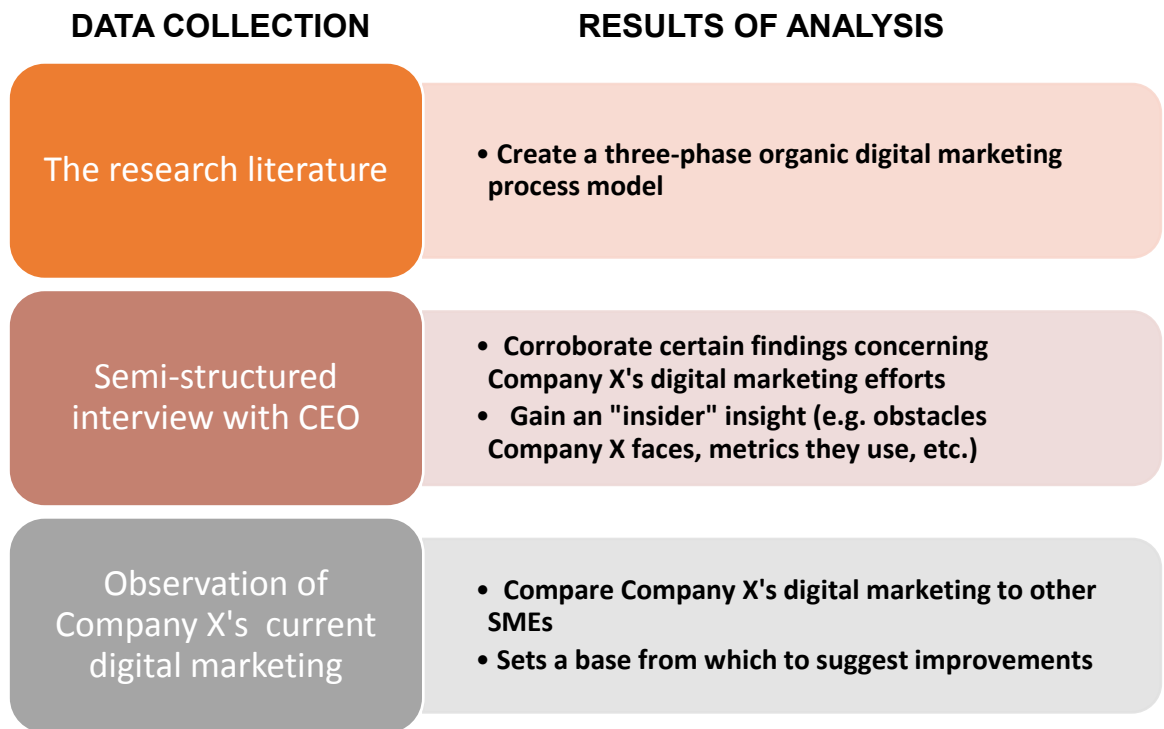 DATA COLLECTION
RESULTS OF ANALYSIS
The research literature
• Create a three-phase organic digital marketing
process model
Semi-structured
interview with CEO
• Corroborate certain findings concerning
Company X's digital marketing efforts
• Gain an "insider" insight (e.g. obstacles
Company X faces, metrics they use, etc.)
Observation of
Company X's current
digital marketing
• Compare Company X's digital marketing to other
SMEs
• Sets a base from which to suggest improvements